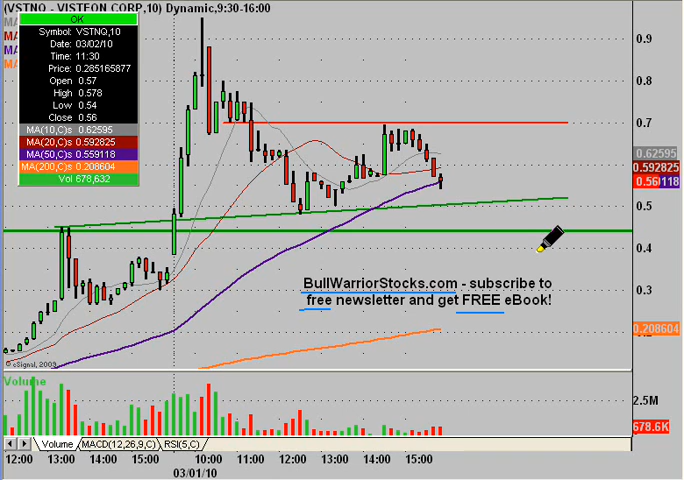 (VSTNQ - VISTEON CORP,10) Dynamic,9:30-16:00
OK
Symbol: VSTNQ,10
Date: 03/02/10
Time: 11:30
Price: 0.285165877
Open 0.57
High 0.578
Low 0.54
Close 0.56
MA(10,C)s 0.62595
MA(20,C)s 0.592825
MA(50,C)s 0.559118
MA(200,C)s 0.208604
Vol 678,632
0.9
0.8
0.7
0.62595
0.592825
0.56
118
0.5
0.4
0.3
0.208604
BullWarriorStocks.com - subscribe to
free newsletter and get FREE eBook!
© eSignal, 2009
Volume
2.5M
678.6K
Volume MACD(12,26,9,C) RSI(5,C)
12:00 13:00 14:00 15:00 10:00 11:00 12:00 13:00 14:00 15:00
03/01/10